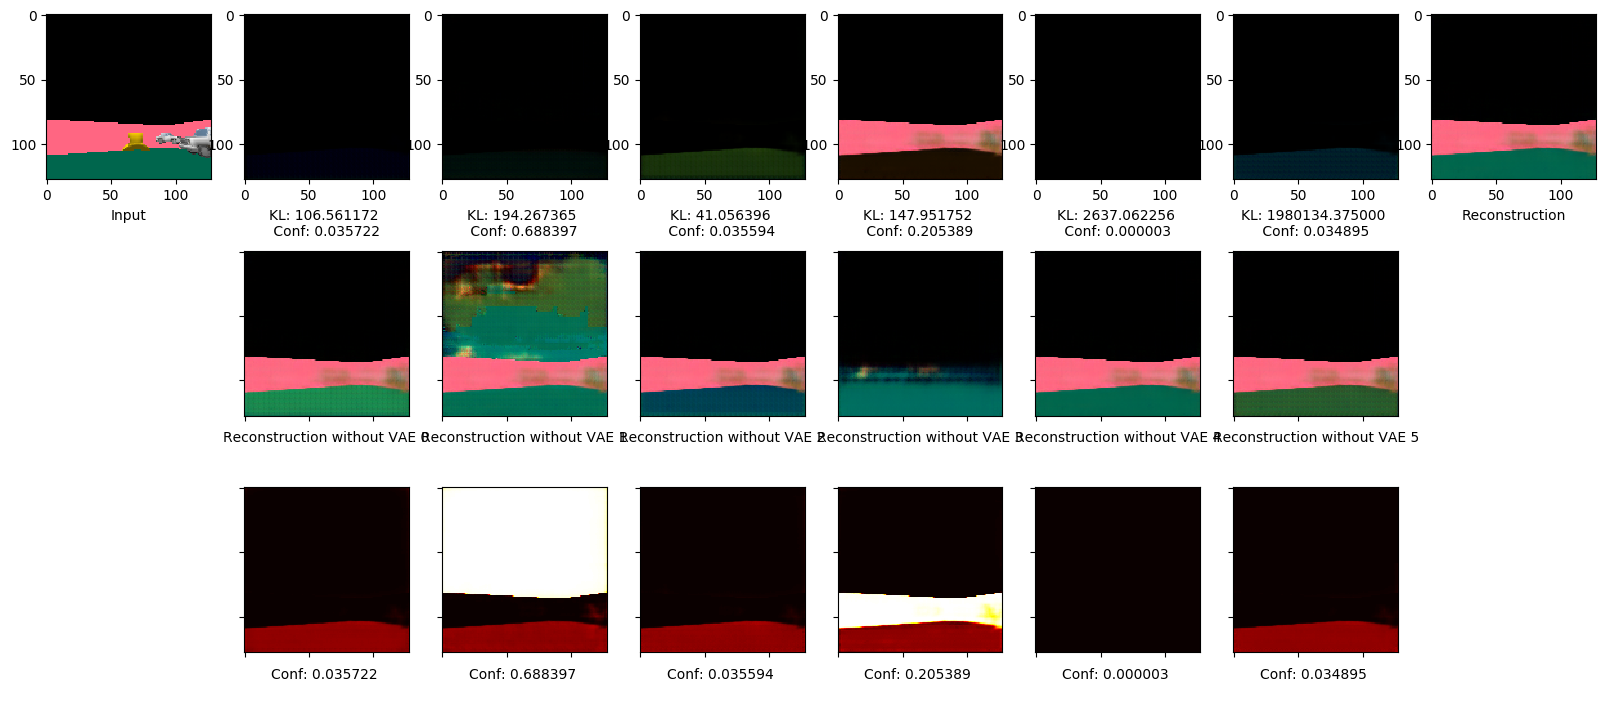 0
50
100
0 50 100
Input
0
50
100
0 50 100
KL: 106.561172
Conf: 0.035722
0
50
100
0 50 100
KL: 194.267365
Conf: 0.688397
0
50
100
0 50 100
KL: 41.056396
Conf: 0.035594
0
50
100
0 50 100
KL: 147.951752
Conf: 0.205389
0
50
100
0 50 100
KL: 2637.062256
Conf: 0.000003
0
50
100
0 50 100
KL: 1980134.375000
Conf: 0.034895
0
50
100
0 50 100
Reconstruction
Reconstruction without VAE 0
Reconstruction without VAE 1
Reconstruction without VAE 2
Reconstruction without VAE 3
Reconstruction without VAE 4
Reconstruction without VAE 5
Conf: 0.035722
Conf: 0.688397
Conf: 0.035594
Conf: 0.205389
Conf: 0.000003
Conf: 0.034895